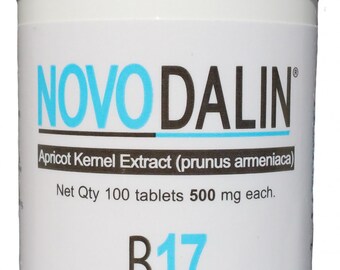 NOVODALIN®
Apricot Kernel Extract (prunus armeniaca)
Net Qty 100 tablets 500 mg each.
B17